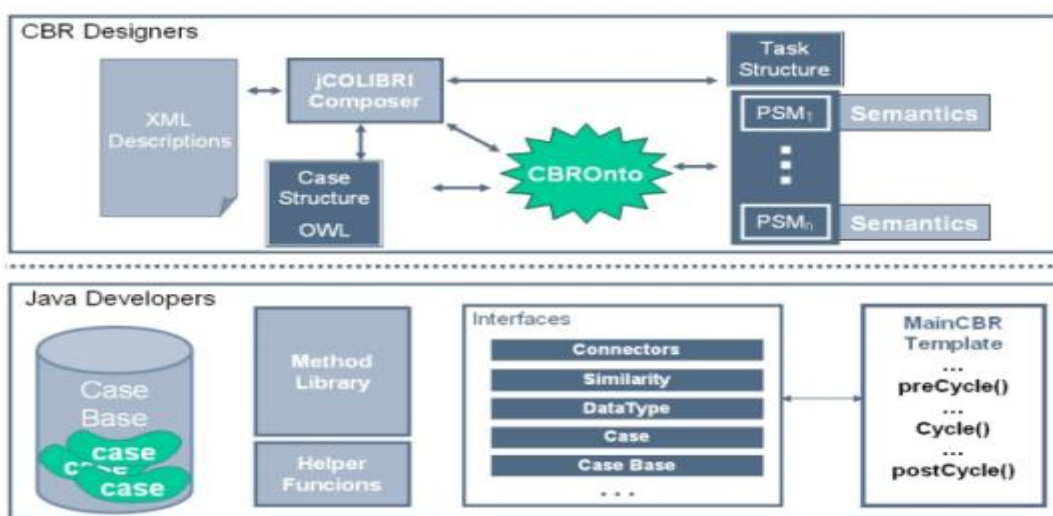 CBR Designers
XML
Descriptions
jCOLIBRI
Composer
Case
Structure
OWL
CBROnto
Task
Structure
PSM1
Semantics
PSMn
Semantics
Java Developers
Case
Base
case
case
case
Method
Library
Helper
Funcions
Interfaces
Connectors
Similarity
DataType
Case
Case Base
...
MainCBR
Template
...
preCycle()
...
Cycle()
...
postCycle()